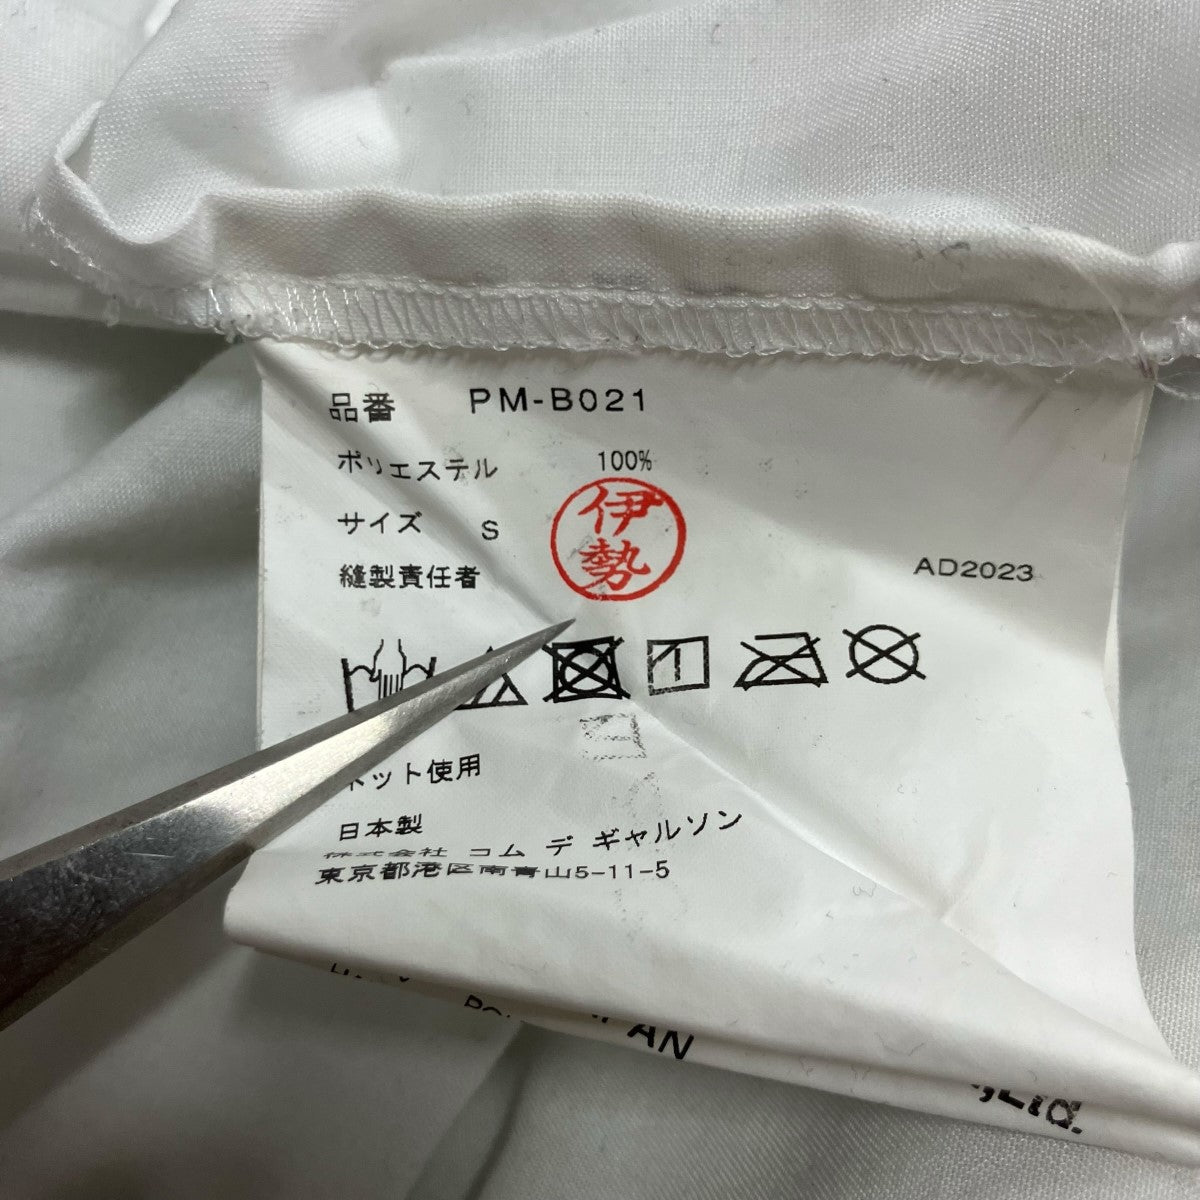 品番 PM-B021
ポリエステル 100%
サイズ S
伊勢
縫製責任者
AD2023
ネット使用
日本製
株式会社 コム デ ギャルソン
東京都港区南青山5-11-5